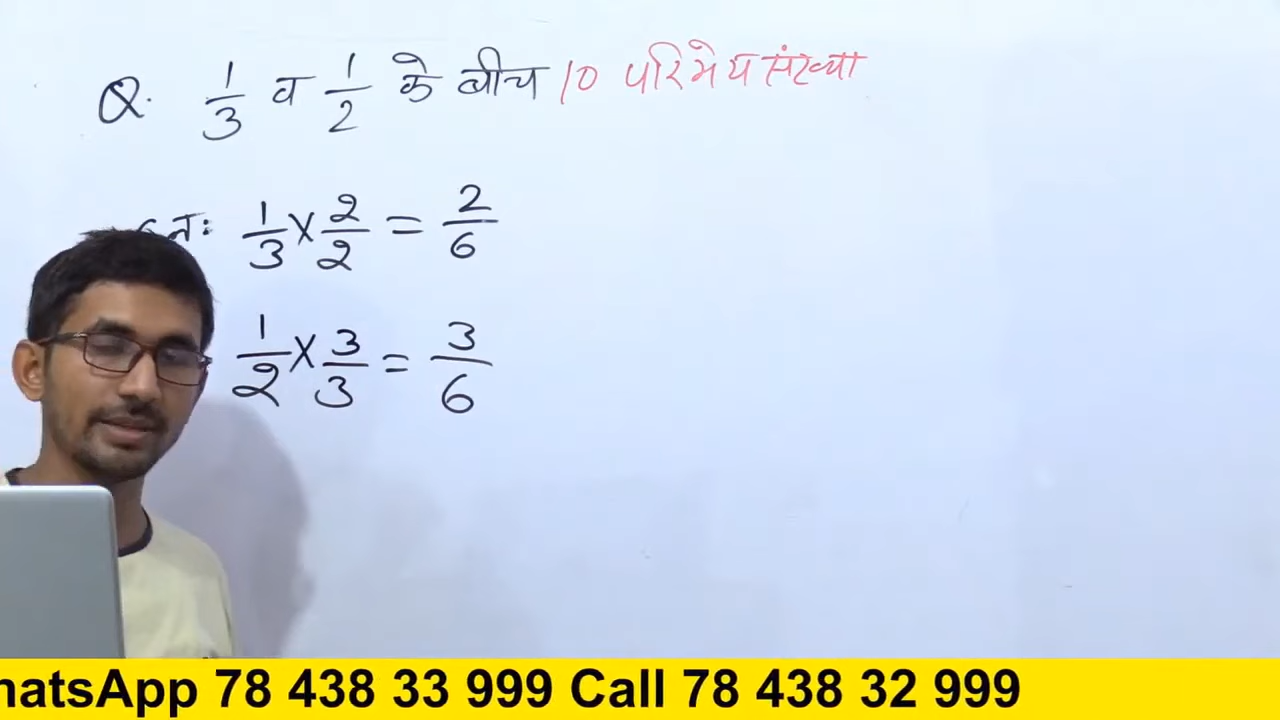 Q. 1/3 व 1/2 के बीच 10 परिमेय संख्या
1/3 × 2/2 = 2/6
1/2 × 3/3 = 3/6
hatsApp 78 438 33 999 Call 78 438 32 999